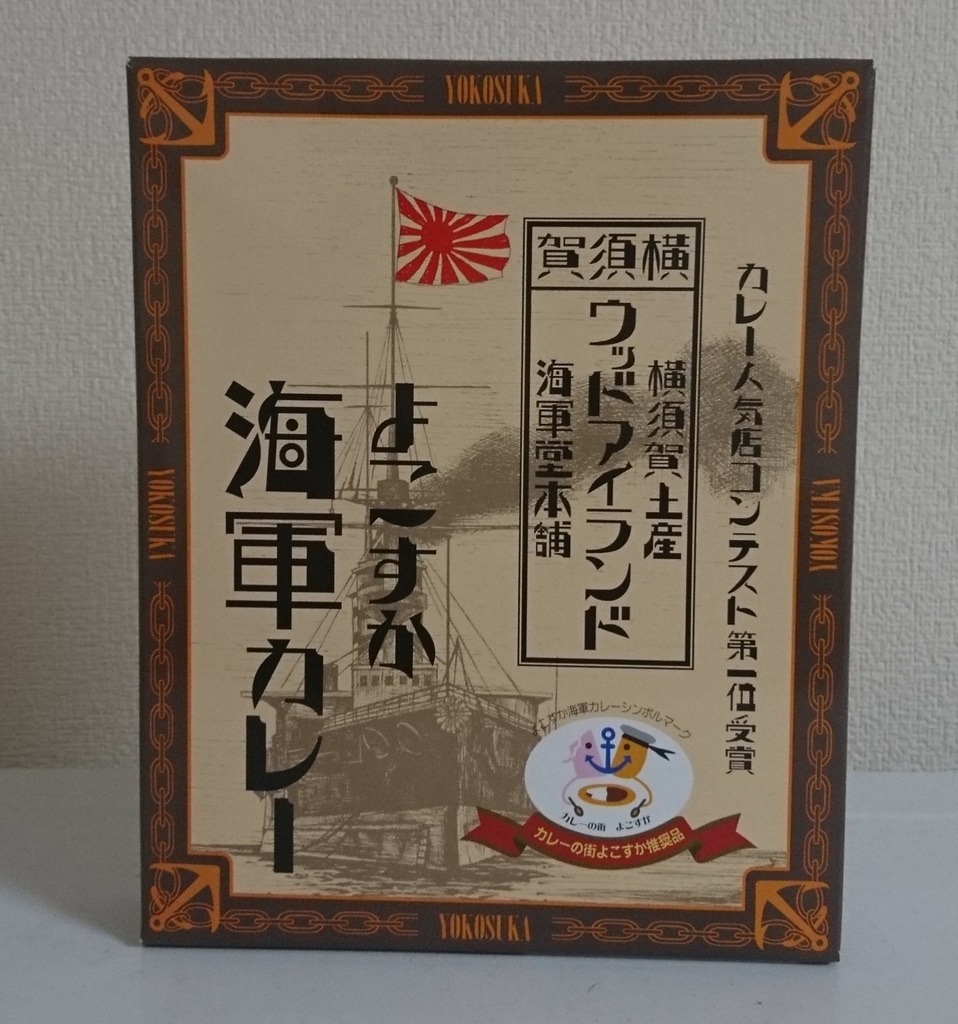 YOKOSUKA
カレー人気店コンテスト第一位受賞
横須賀
横須賀土産
ウッドアイランド
海軍堂本舗
よこすか
海軍カレー
よこすか海軍カレーシンボルマーク
カレーの街 よこすか
カレーの街よこすか推奨品
YOKOSUKA
YOKOSUKA
YOKOSUKA